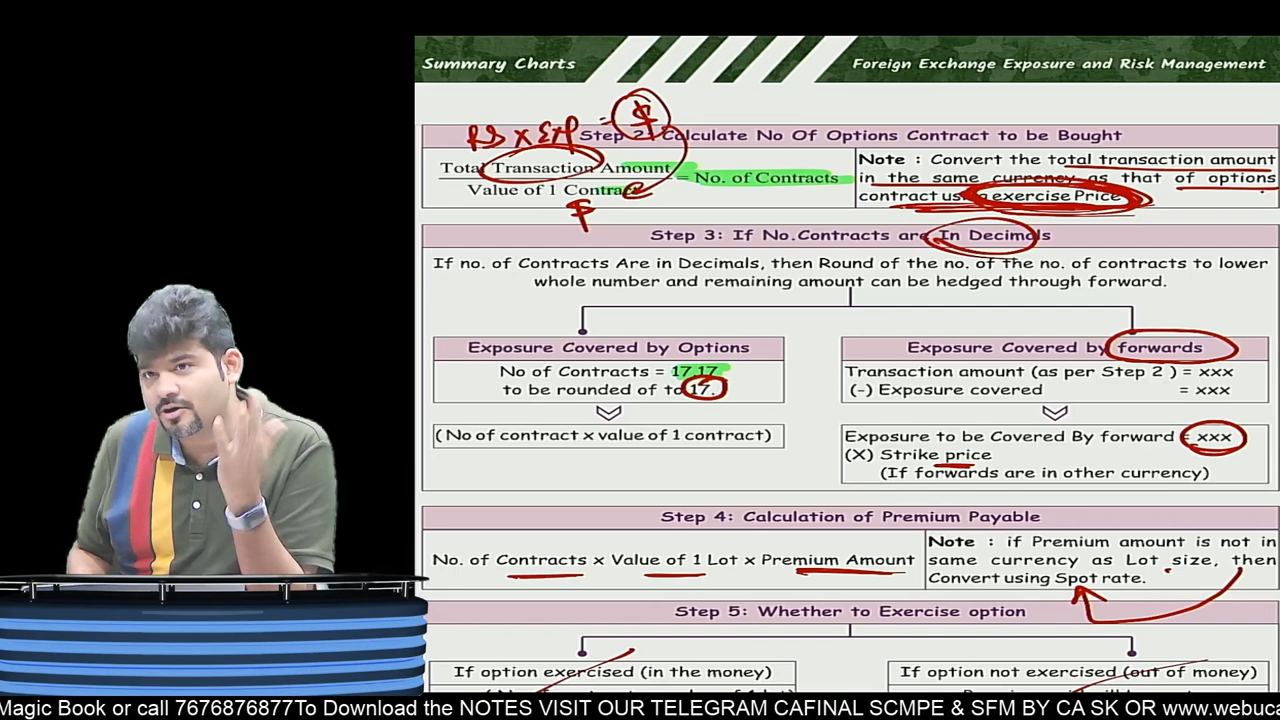 Summary Charts
Foreign Exchange Exposure and Risk Management
RS X EXP = $
Step 2: Calculate No Of Options Contract to be Bought
Total Transaction Amount
Value of 1 Contract
= No. of Contracts
$
Note : Convert the total transaction amount
in the same currency as that of options
contract using exercise Price
Step 3: If No.Contracts are In Decimals
If no. of Contracts Are in Decimals, then Round of the no. of the no. of contracts to lower
whole number and remaining amount can be hedged through forward.
Exposure Covered by Options
No of Contracts = 17.17
to be rounded of to 17.
(No of contract x value of 1 contract)
Exposure Covered by forwards
Transaction amount (as per Step 2 ) = xxx
(-) Exposure covered = xxx
Exposure to be Covered By forward = xxx
(X) Strike price
(If forwards are in other currency)
Step 4: Calculation of Premium Payable
No. of Contracts x Value of 1 Lot x Premium Amount
Note : if Premium amount is not in
same currency as Lot size, then
Convert using Spot rate.
Step 5: Whether to Exercise option
If option exercised (in the money)
If option not exercised (out of money)
Magic Book or call 7676876877To Download the NOTES VISIT OUR TELEGRAM CAFINAL SCMPE & SFM BY CA SK OR www.webuca